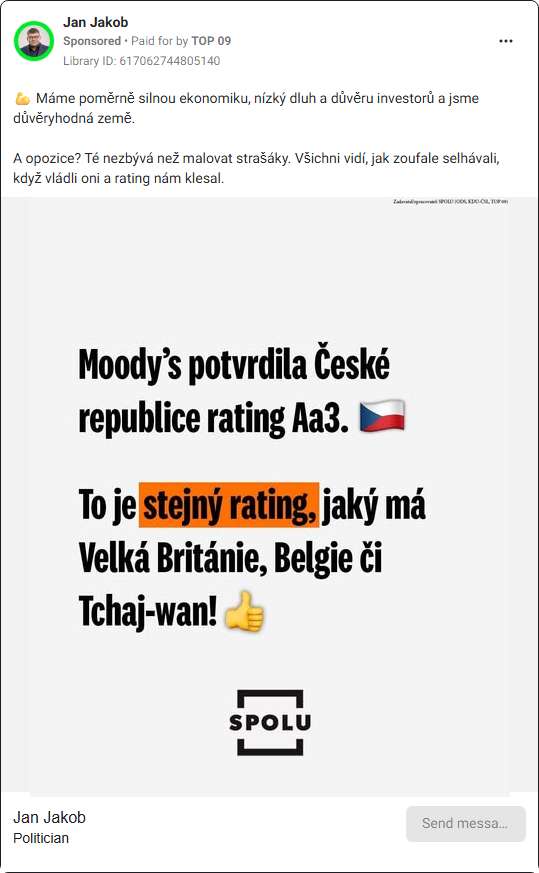 Jan Jakob
Sponsored • Paid for by TOP 09
Library ID: 617062744805140
💪 Máme poměrně silnou ekonomiku, nízký dluh a důvěru investorů a jsme
důvěryhodná země.
A opozice? Té nezbývá než malovat strašáky. Všichni vidí, jak zoufale selhávali,
když vládli oni a rating nám klesal.
Zadavatel/zpracovatel: SPOLU (ODS, KDU-ČSL, TOP 09)
Moody's potvrdila České
republice rating Aa3. 🇨🇿
To je stejný rating, jaký má
Velká Británie, Belgie či
Tchaj-wan! 👍
SPOLU
Jan Jakob
Politician
Send messa...